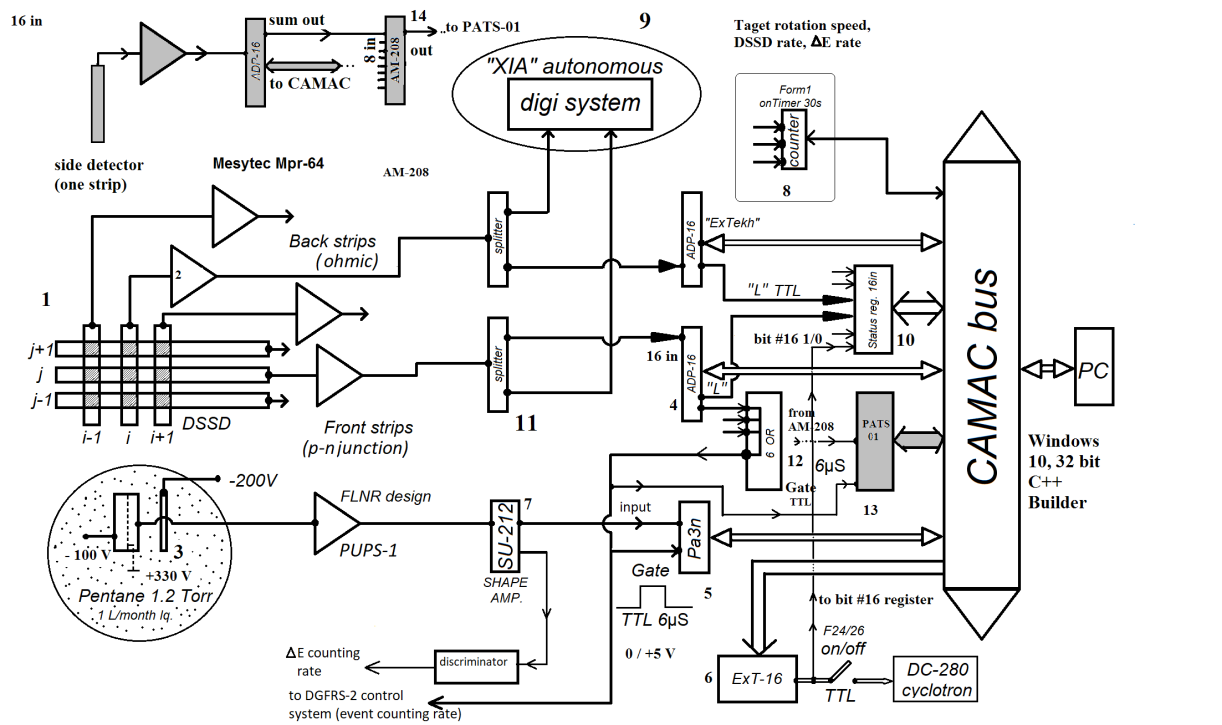 16 in
sum out
14
..to PATS-01
ADP-16
8 in
AM-208
out
to CAMAC
9
Taget rotation speed,
DSSD rate, ΔE rate
"XIA" autonomous
digi system
Form1
onTimer 30s
counter
8
side detector
(one strip)
Mesytec Mpr-64
AM-208
Back strips
(ohmic)
2
1
splitter
ADP-16
"ExTekh"
"L" TTL
Status reg. 16in
10
bit #16 1/0
CAMAC bus
PC
j+1
j
j-1
i-1
i
i+1
DSSD
Front strips
(p-n junction)
splitter
11
16 in
ADP-16
"L"
4
6 OR
from
AM-208
12
6µS
Gate
TTL
PATS
01
13
Windows
10, 32 bit
C++
Builder
-200V
- 100 V
3
+330 V
Pentane 1.2 Torr
1 L/month lq.
FLNR design
PUPS-1
7
SU-212
SHAPE
AMP.
input
Pa3n
5
Gate
TTL 6µS
0 / +5 V
to bit #16 register
F24/26
on/off
6
ExT-16
TTL
DC-280
cyclotron
ΔE counting
rate
discriminator
to DGFRS-2 control
system (event counting rate)